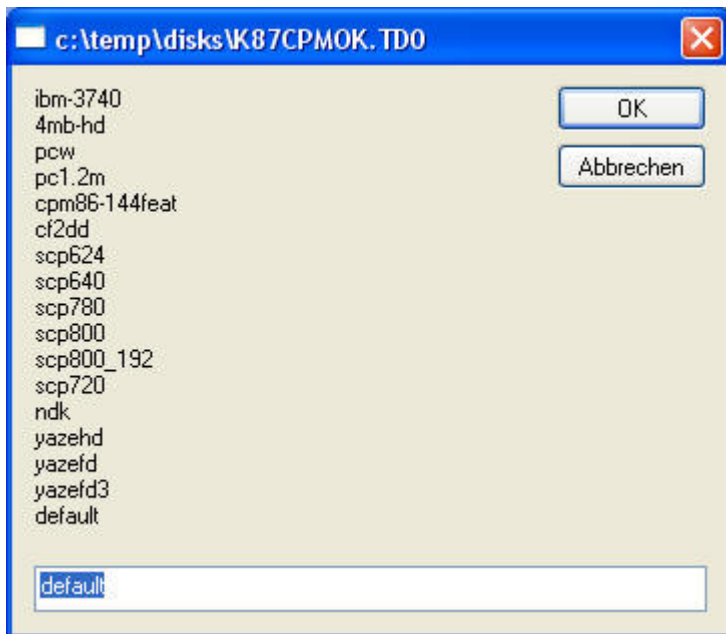 c:\temp\disks\K87CPMOK.TD0
ibm-3740
OK
4mb-hd
pcw
Abbrechen
pc1.2m
cpm86-144feat
cf2dd
scp624
scp640
scp780
scp800
scp800_192
scp720
ndk
yazehd
yazefd
yazefd3
default
default